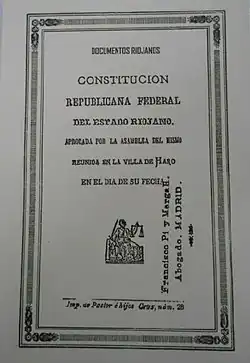 DOCUMENTOS RIOJANOS
CONSTITUCION
REPUBLICANA FEDERAL
DEL ESTADO RIOJANO,
APROBADA POR LA ASAMBLEA DEL MISMO
REUNIDA EN LA VILLA DE HARO
EN EL DIA DE SU FECHA
Francisco Pi y Margall.
Abogado. MADRID.
Imp. de Pastor é hijos Cruz, núm. 28